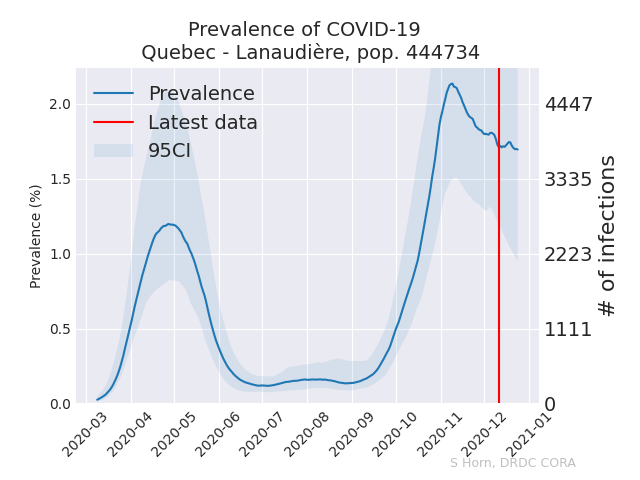 Prevalence of COVID-19
Quebec - Lanaudière, pop. 444734
Prevalence
Latest data
95CI
Prevalence (%)
2.0
1.5
1.0
0.5
0.0
4447
3335
2223
1111
0
# of infections
2020-03
2020-04
2020-05
2020-06
2020-07
2020-08
2020-09
2020-10
2020-11
2020-12
2021-01
S Horn, DRDC CORA